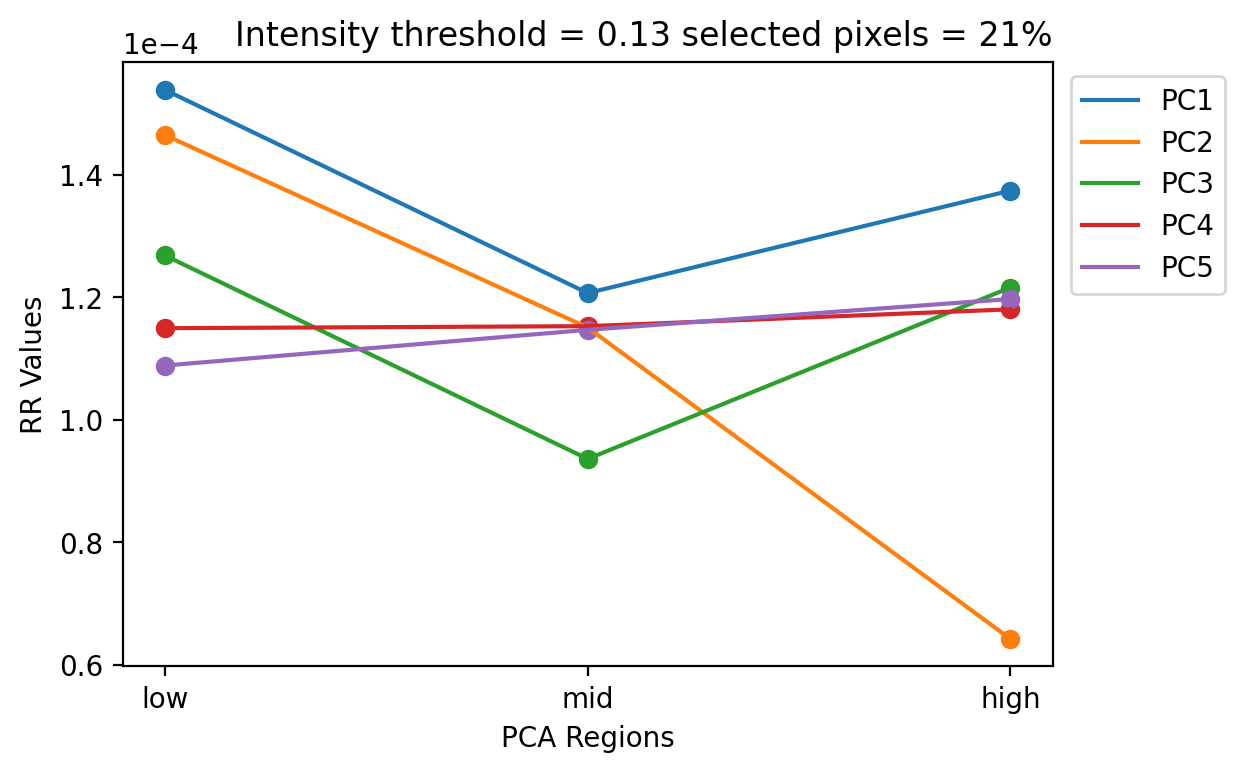 Intensity threshold = 0.13 selected pixels = 21%
1e−4
1.4
1.2
1.0
0.8
0.6
RR Values
low
mid
high
PCA Regions
PC1
PC2
PC3
PC4
PC5